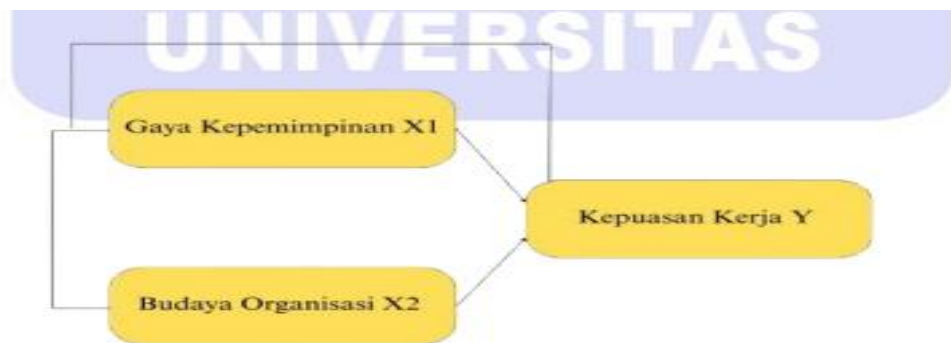 UNIVERSITAS
Gaya Kepemimpinan X1
Kepuasan Kerja Y
Budaya Organisasi X2